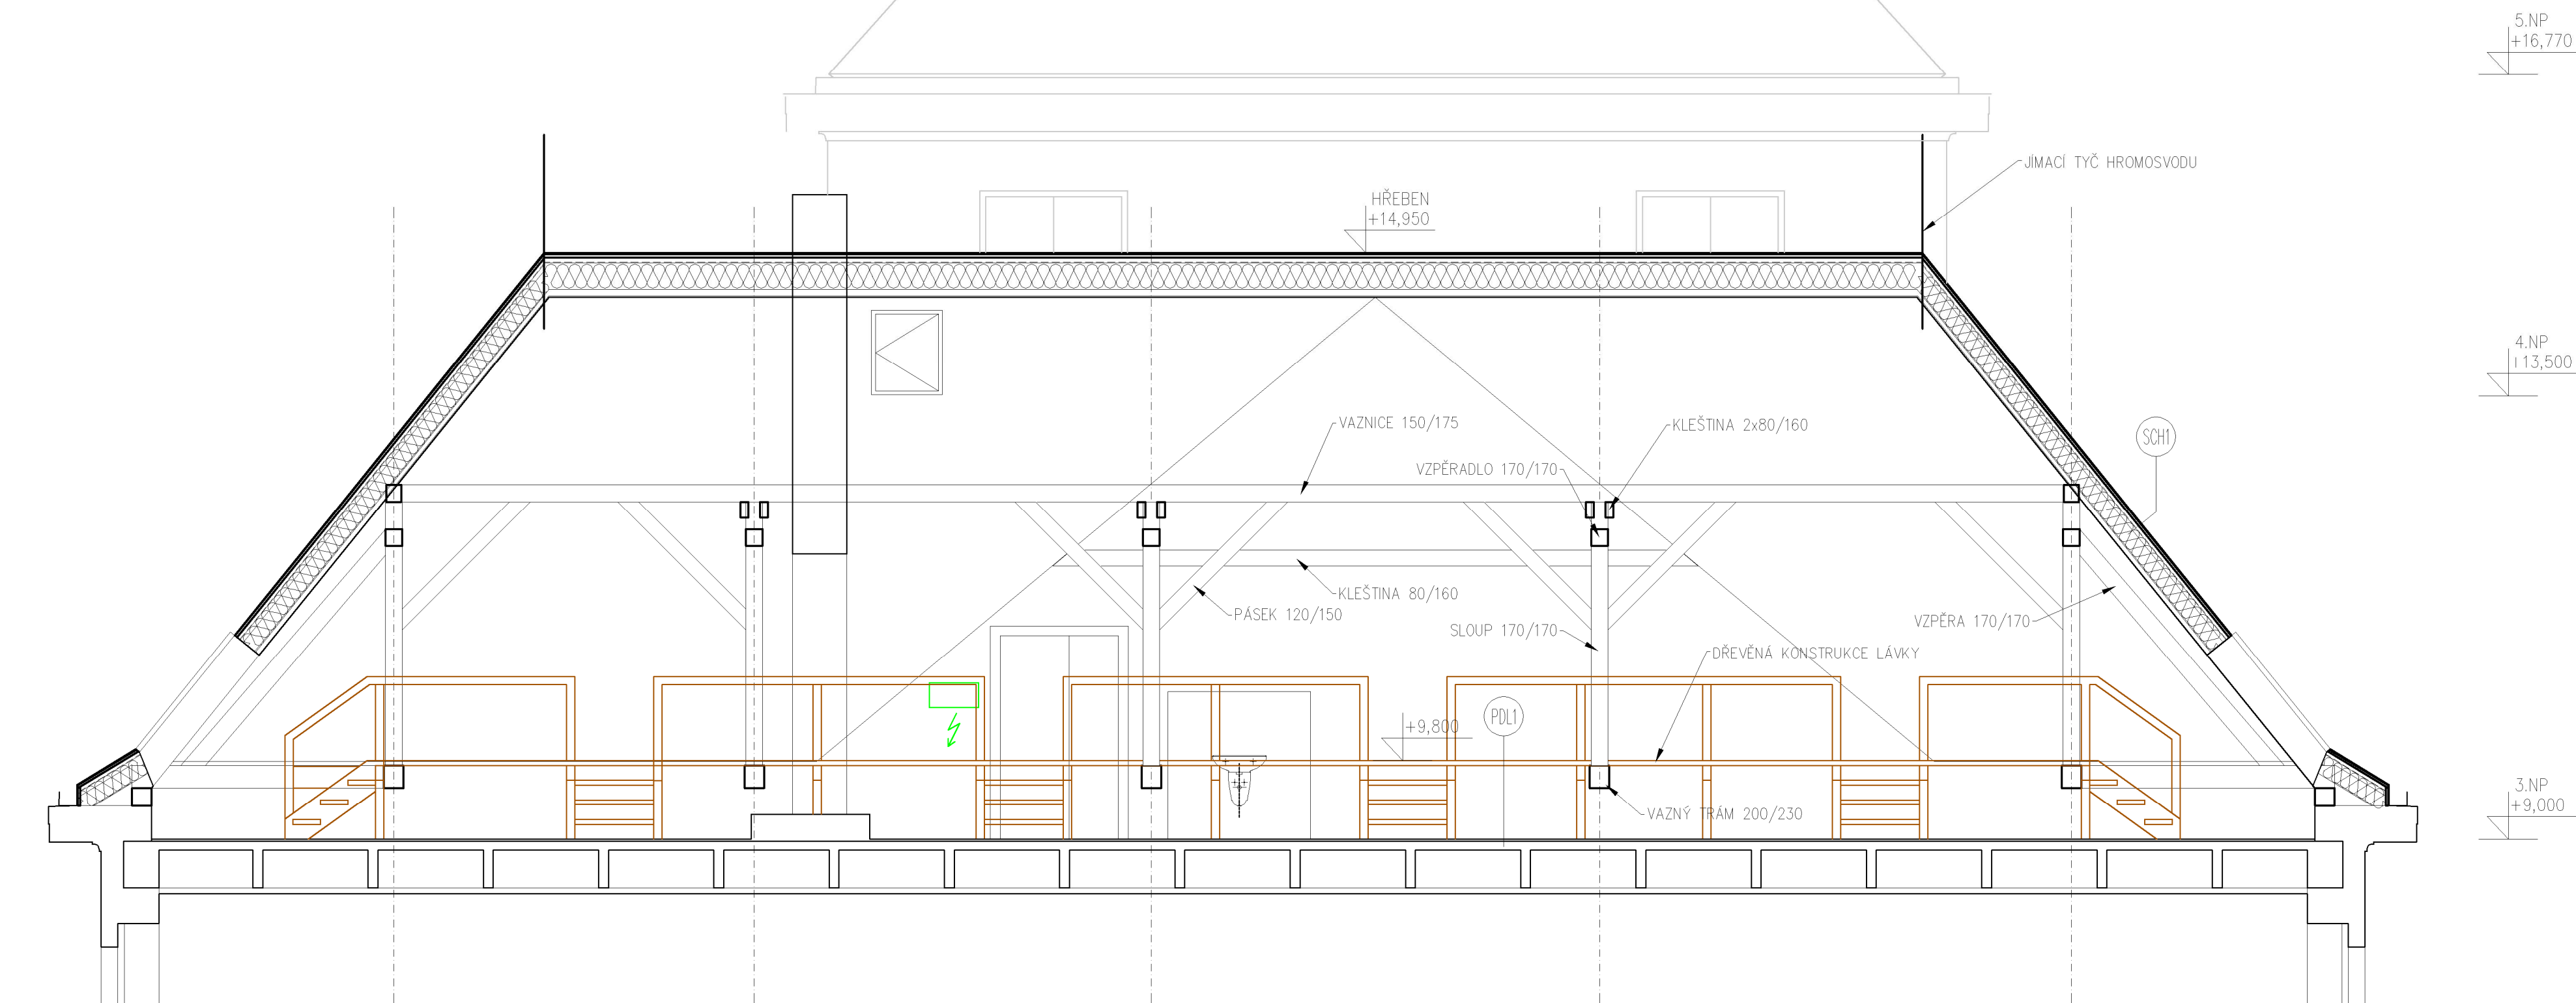 5.NP
+16,770
JÍMACÍ TYČ HROMOSVODU
HŘEBEN
+14,950
4.NP
13,500
VAZNICE 150/175
KLEŠTINA 2x80/160
SCH1
VZPĚRADLO 170/170
KLEŠTINA 80/160
PÁSEK 120/150
VZPĚRA 170/170
SLOUP 170/170
DŘEVĚNÁ KONSTRUKCE LÁVKY
PDL1
+9,800
3.NP
+9,000
VAZNÝ TRÁM 200/230